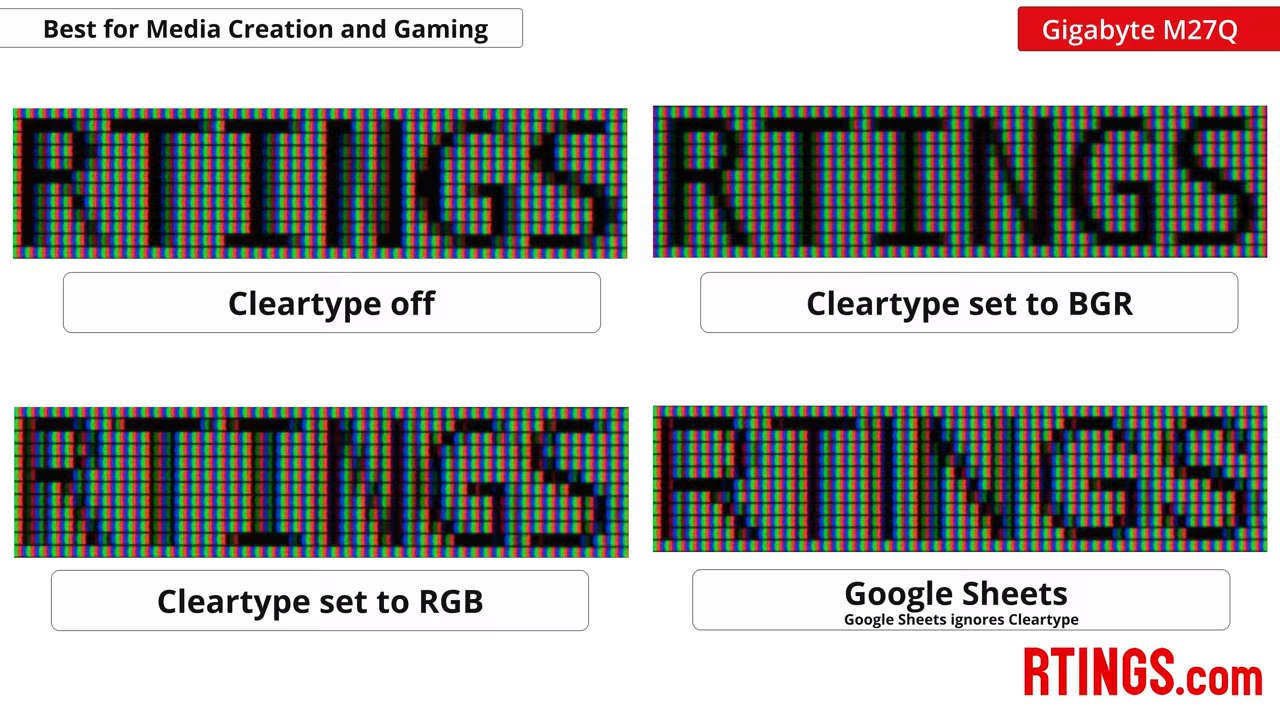 Best for Media Creation and Gaming
Gigabyte M27Q
RTINGS
RTINGS
Cleartype off
Cleartype set to BGR
RTINGS
RTINGS
Cleartype set to RGB
Google Sheets
Google Sheets ignores Cleartype
RTINGS.com